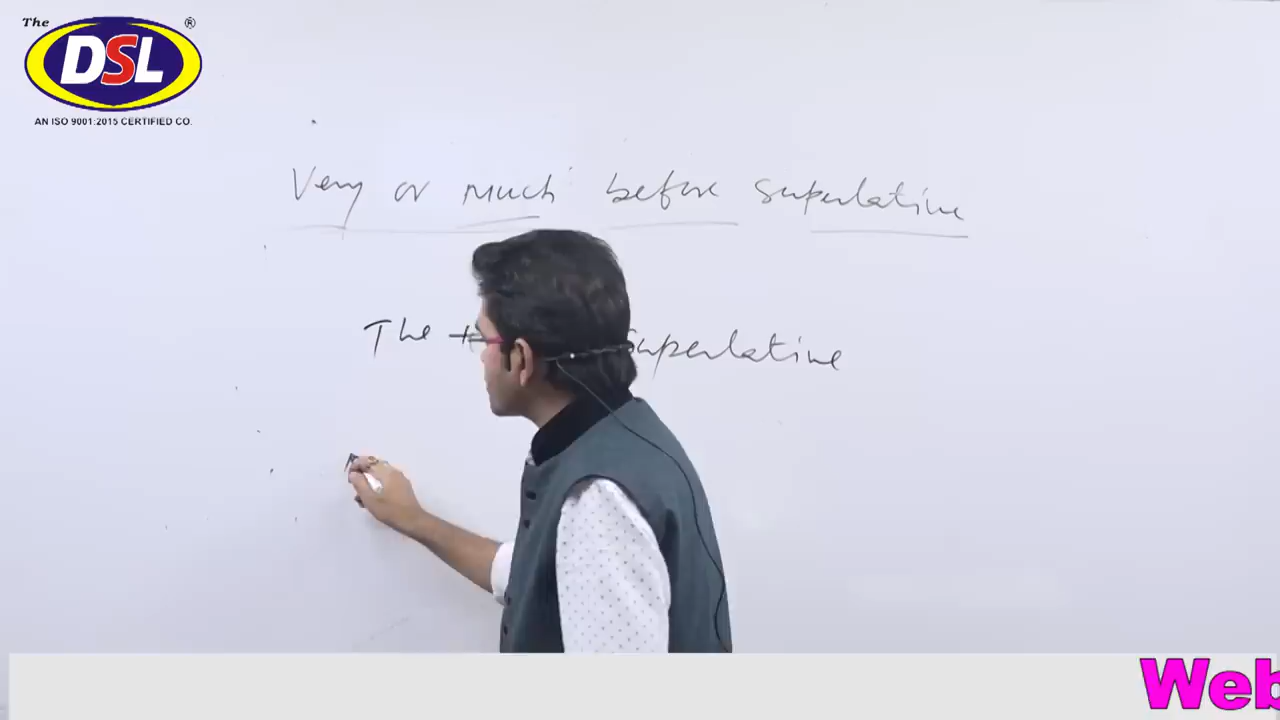 The ®
DSL
AN ISO 9001:2015 CERTIFIED CO.
Very or much before superlative
The + superlative
Web